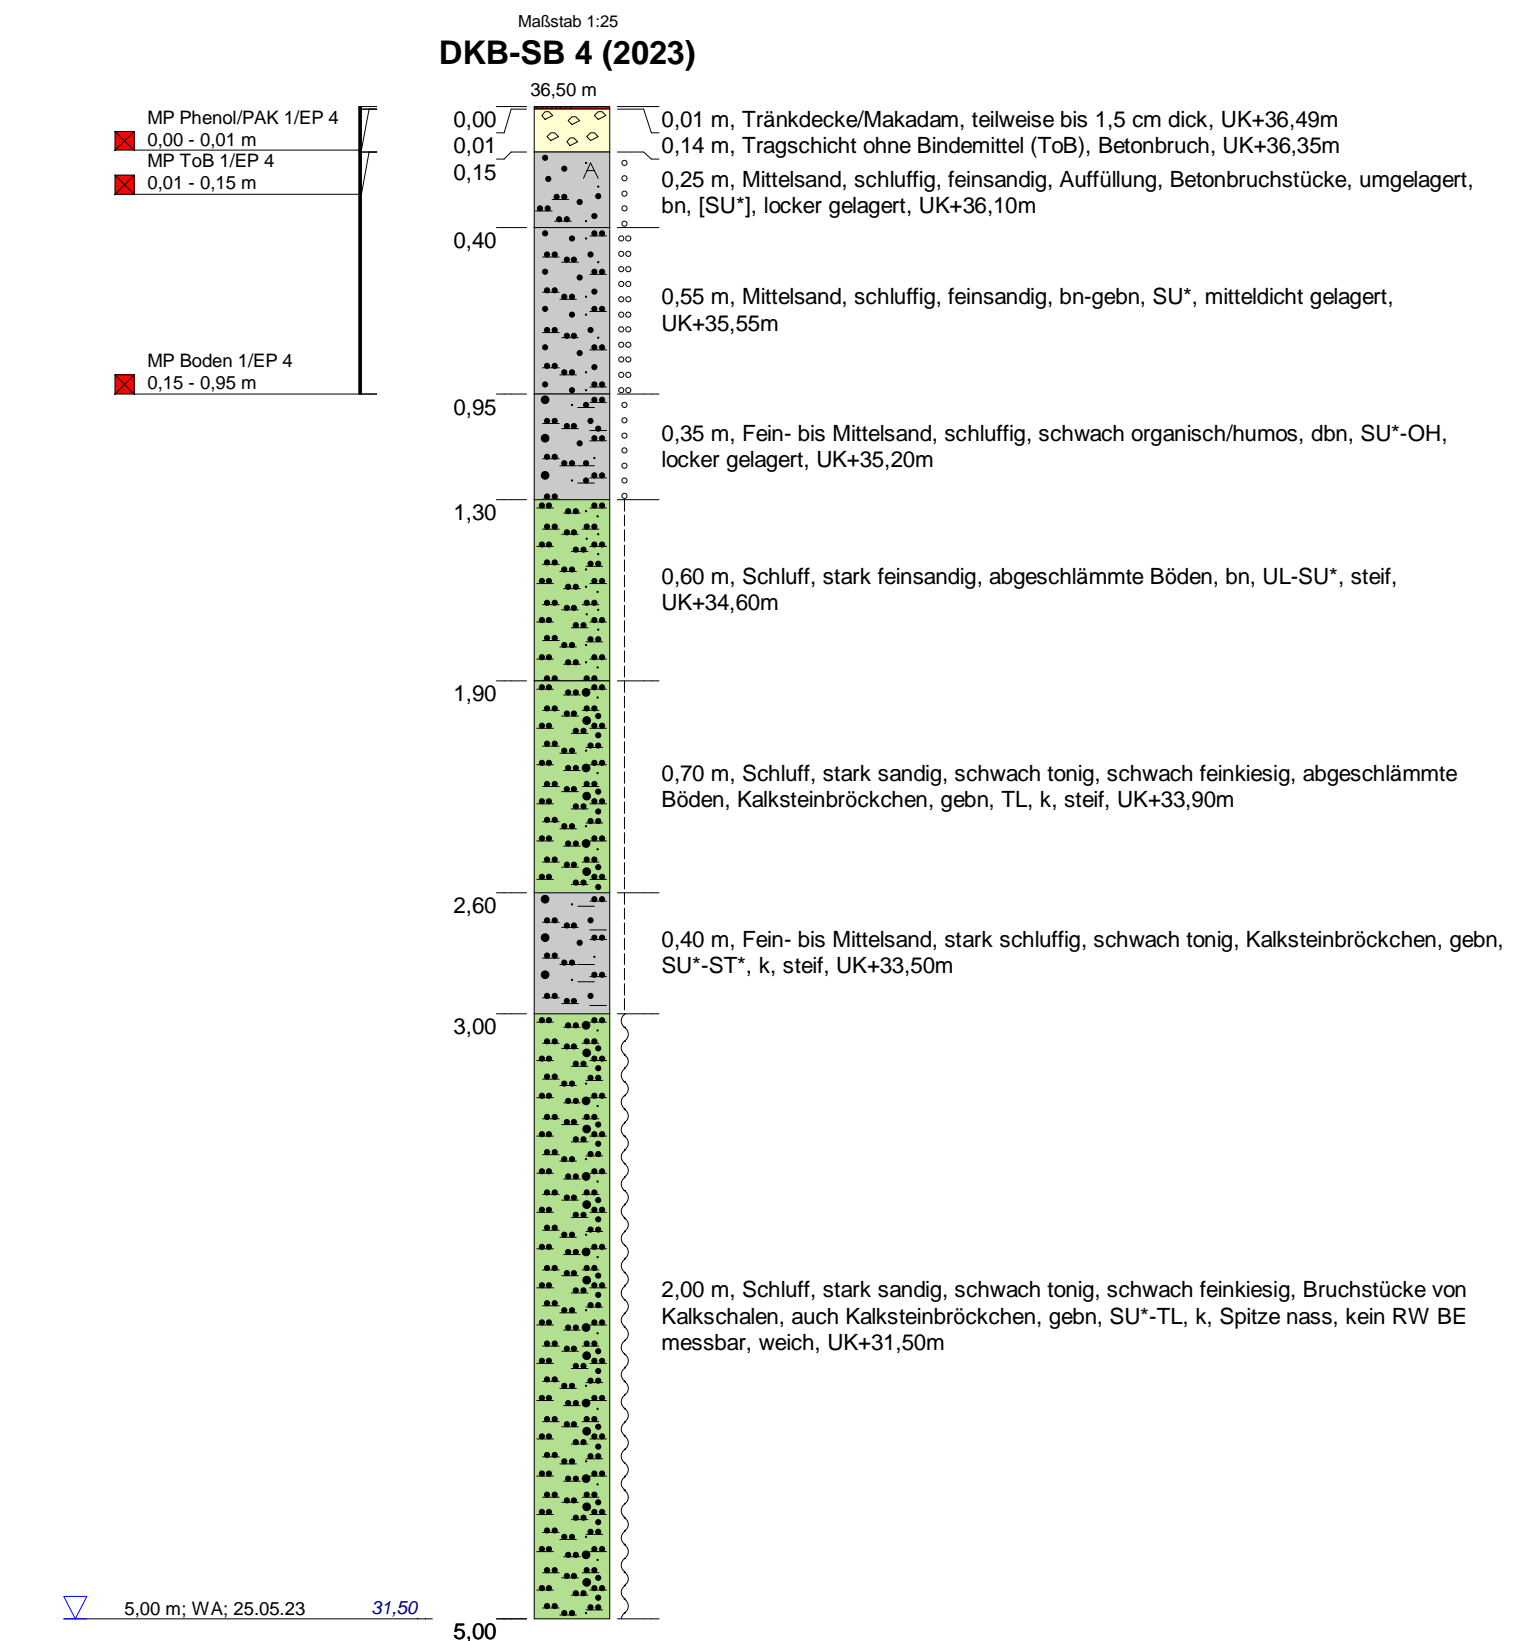 Maßstab 1:25
DKB-SB 4 (2023)
36,50 m
MP Phenol/PAK 1/EP 4
0,00 - 0,01 m
MP ToB 1/EP 4
0,01 - 0,15 m
MP Boden 1/EP 4
0,15 - 0,95 m
0,00
0,01
0,15
0,40
0,95
1,30
1,90
2,60
3,00
5,00
A
0,01 m, Tränkdecke/Makadam, teilweise bis 1,5 cm dick, UK+36,49m
0,14 m, Tragschicht ohne Bindemittel (ToB), Betonbruch, UK+36,35m
0,25 m, Mittelsand, schluffig, feinsandig, Auffüllung, Betonbruchstücke, umgelagert,
bn, [SU*], locker gelagert, UK+36,10m
0,55 m, Mittelsand, schluffig, feinsandig, bn-gebn, SU*, mitteldicht gelagert,
UK+35,55m
0,35 m, Fein- bis Mittelsand, schluffig, schwach organisch/humos, dbn, SU*-OH,
locker gelagert, UK+35,20m
0,60 m, Schluff, stark feinsandig, abgeschlämmte Böden, bn, UL-SU*, steif,
UK+34,60m
0,70 m, Schluff, stark sandig, schwach tonig, schwach feinkiesig, abgeschlämmte
Böden, Kalksteinbröckchen, gebn, TL, k, steif, UK+33,90m
0,40 m, Fein- bis Mittelsand, stark schluffig, schwach tonig, Kalksteinbröckchen, gebn,
SU*-ST*, k, steif, UK+33,50m
2,00 m, Schluff, stark sandig, schwach tonig, schwach feinkiesig, Bruchstücke von
Kalkschalen, auch Kalksteinbröckchen, gebn, SU*-TL, k, Spitze nass, kein RW BE
messbar, weich, UK+31,50m
5,00 m; WA; 25.05.23
31,50